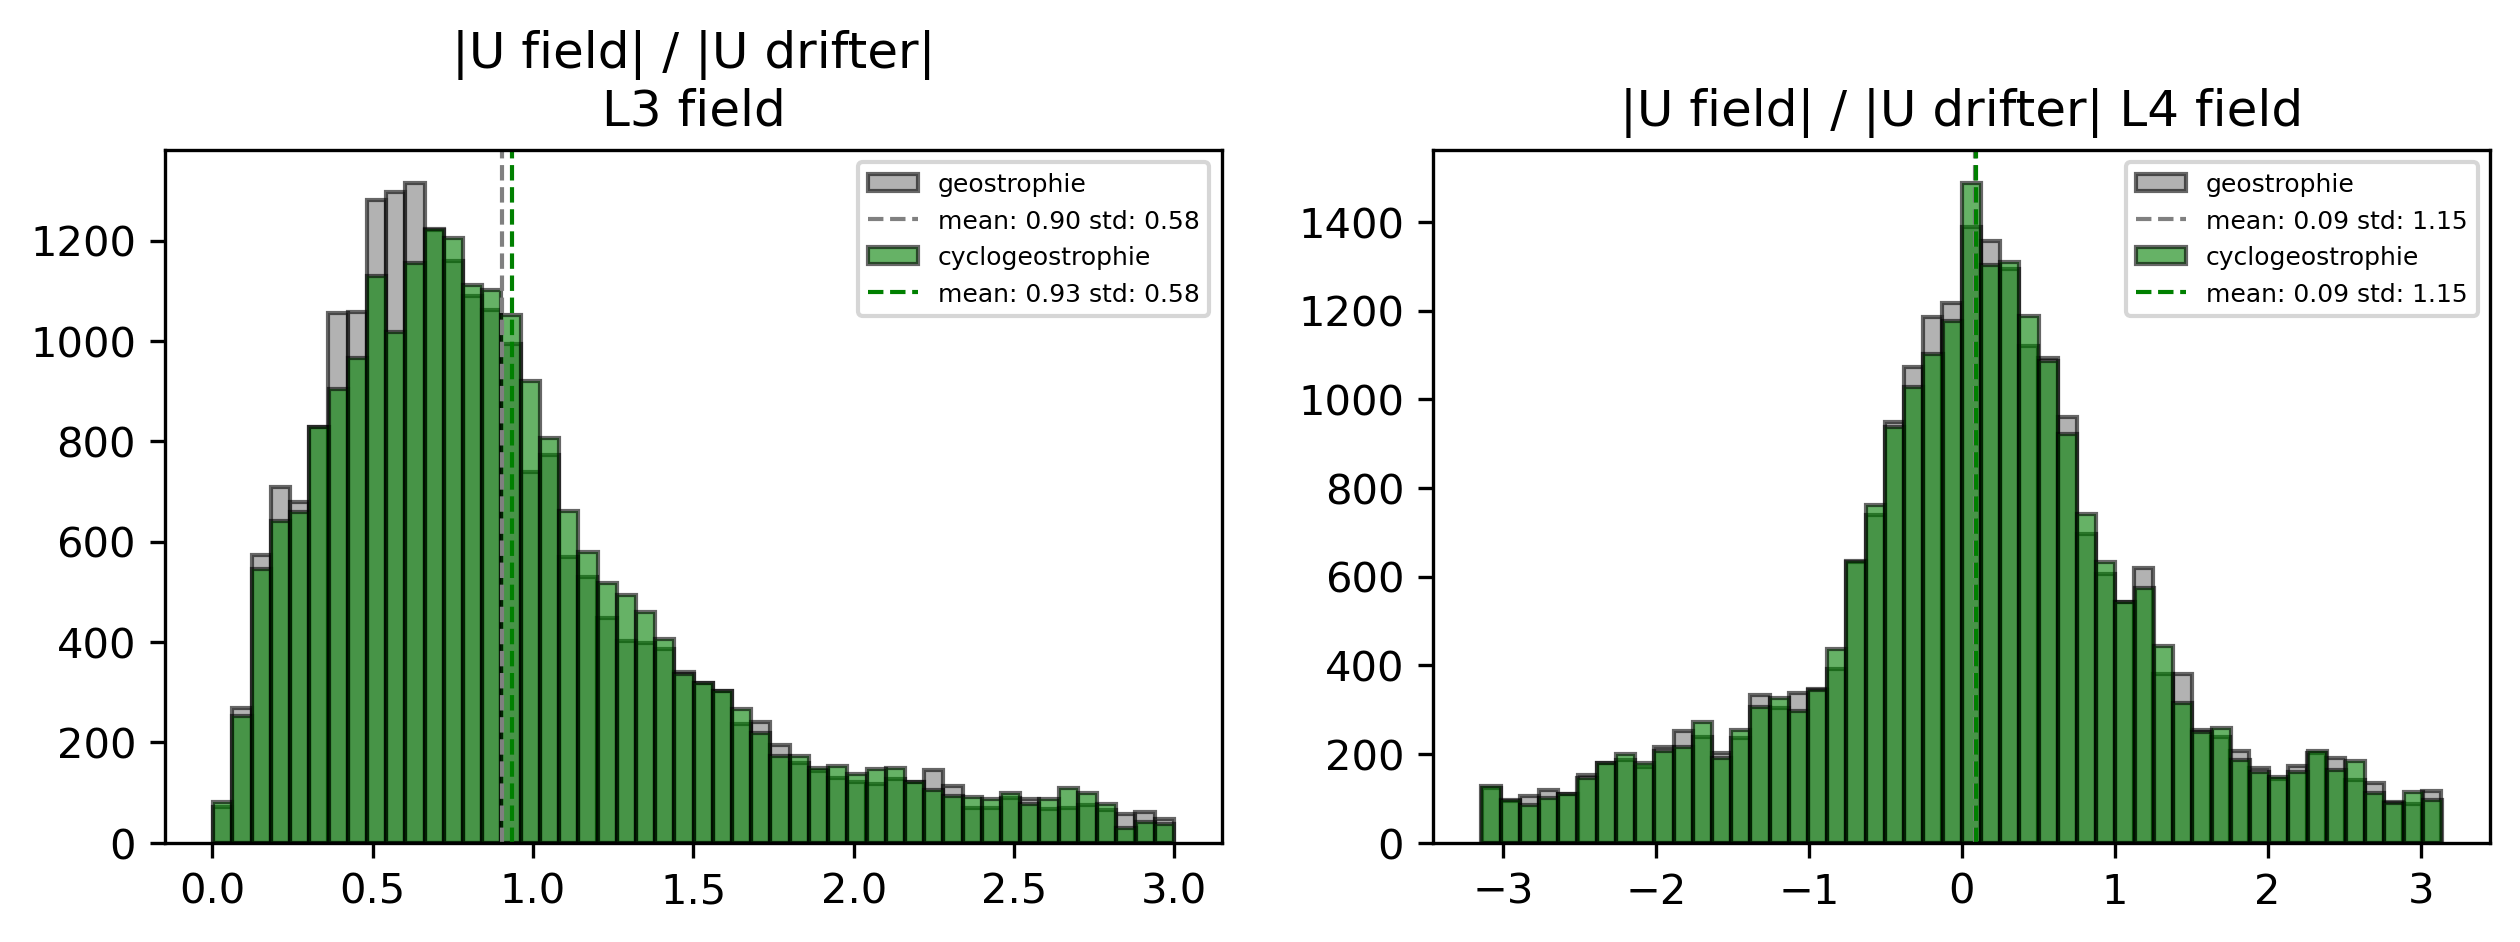 |U field| / |U drifter|
L3 field
1200
1000
800
600
400
200
0
0.0 0.5 1.0 1.5 2.0 2.5 3.0
geostrophie
mean: 0.90 std: 0.58
cyclogeostrophie
mean: 0.93 std: 0.58
|U field| / |U drifter| L4 field
1400
1200
1000
800
600
400
200
0
−3 −2 −1 0 1 2 3
geostrophie
mean: 0.09 std: 1.15
cyclogeostrophie
mean: 0.09 std: 1.15